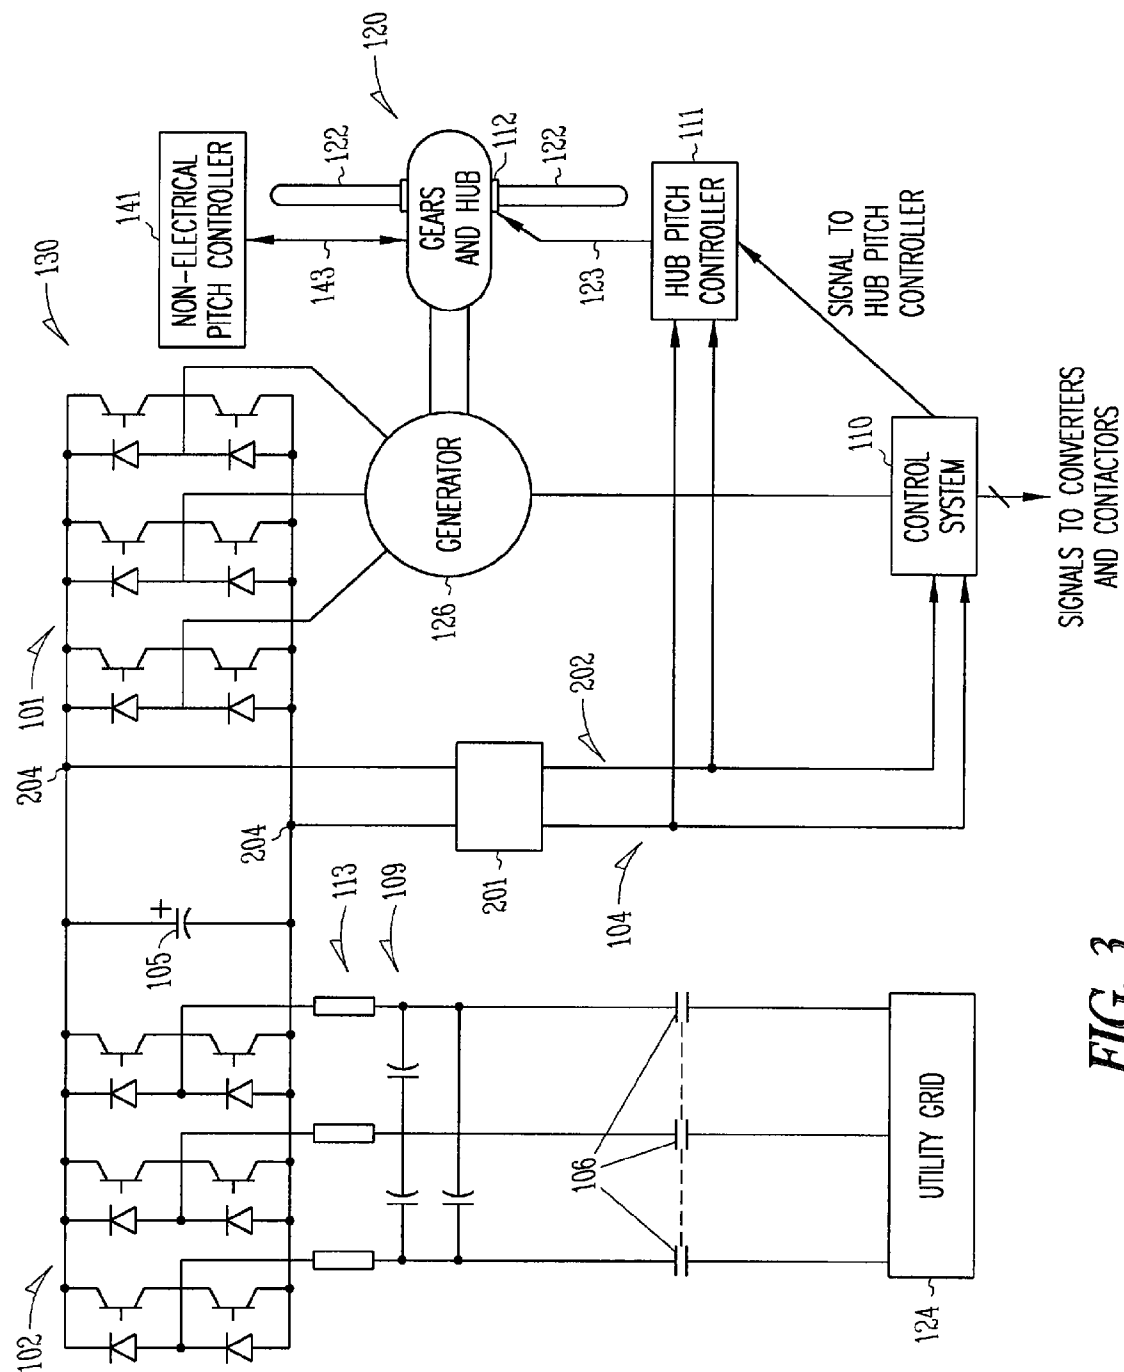 130
141
NON-ELECTRICAL
PITCH CONTROLLER
143
122
120
GEARS
AND HUB
112
122
123
111
HUB PITCH
CONTROLLER
SIGNAL TO
HUB PITCH
CONTROLLER
101
GENERATOR
126
110
CONTROL
SYSTEM
SIGNALS TO CONVERTERS
AND CONTACTORS
204
204
201
202
104
105
+
113
109
102
106
UTILITY GRID
124
FIG. 3